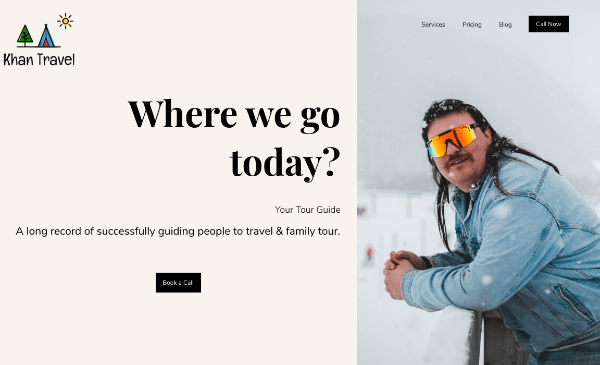 Khan Travel
Services Pricing Blog Call Now
Where we go
today?
Your Tour Guide
A long record of successfully guiding people to travel & family tour.
Book a Call